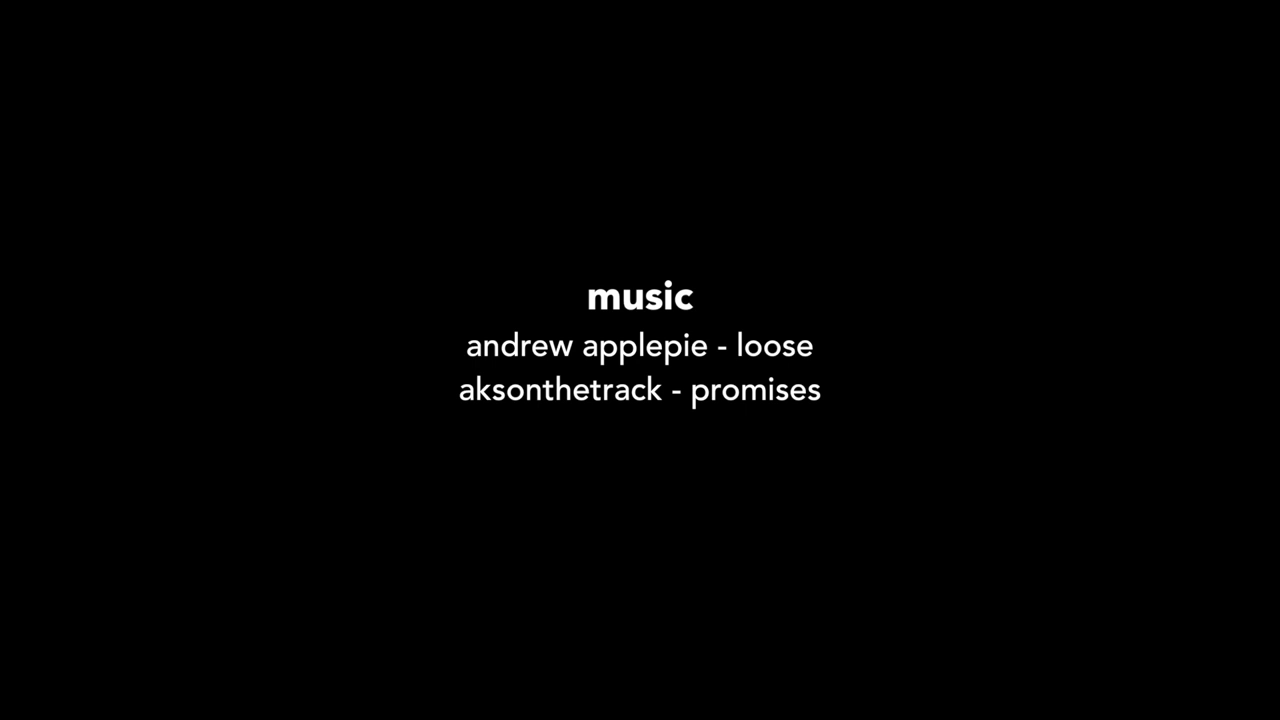 music
andrew applepie - loose
aksonthetrack - promises